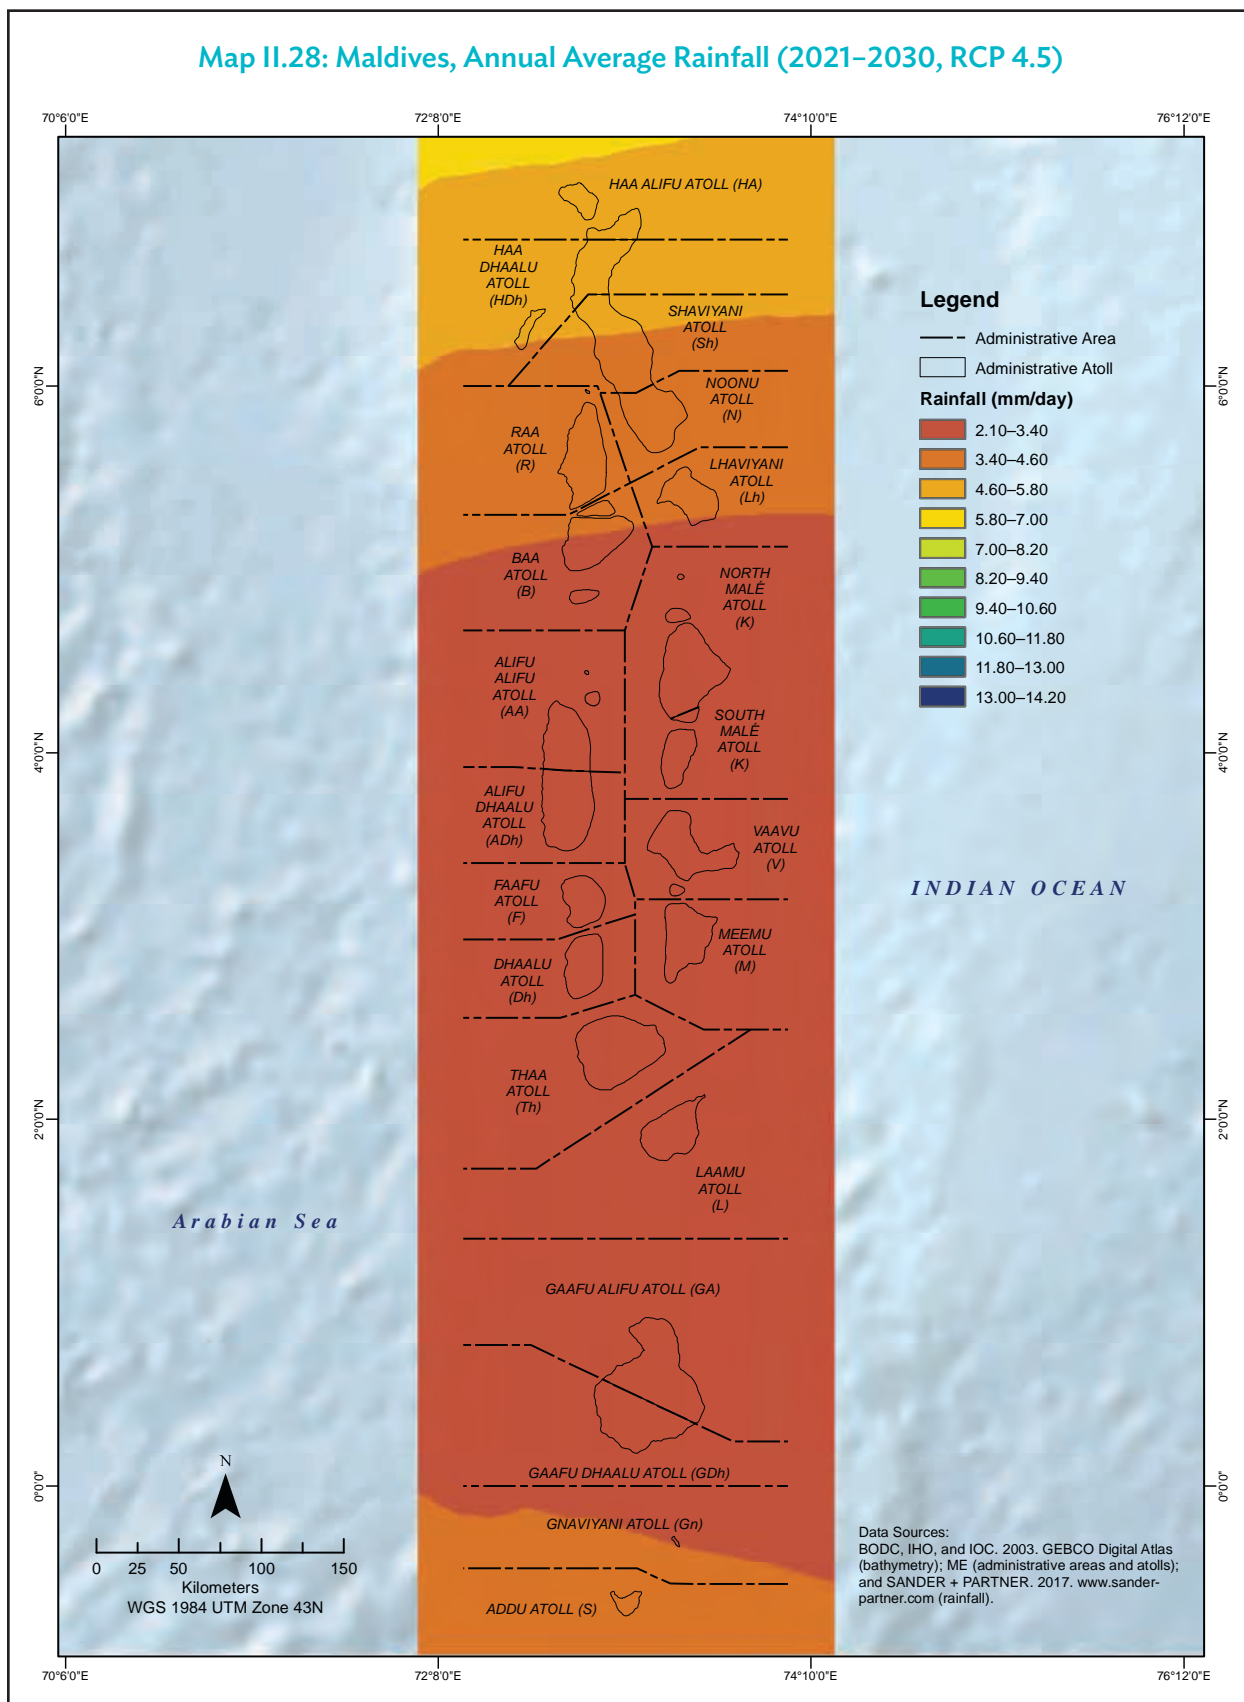 Map II.28: Maldives, Annual Average Rainfall (2021–2030, RCP 4.5)
70°6'0"E
72°8'0"E
74°10'0"E
76°12'0"E
HAA ALIFU ATOLL (HA)
HAA
DHAALU
ATOLL
(HDh)
SHAVIYANI
ATOLL
(Sh)
6°0'0"N
6°0'0"N
NOONU
ATOLL
(N)
RAA
ATOLL
(R)
LHAVIYANI
ATOLL
(Lh)
BAA
ATOLL
(B)
NORTH
MALÉ
ATOLL
(K)
ALIFU
ALIFU
ATOLL
(AA)
SOUTH
MALÉ
ATOLL
(K)
4°0'0"N
4°0'0"N
ALIFU
DHAALU
ATOLL
(ADh)
VAAVU
ATOLL
(V)
FAAFU
ATOLL
(F)
MEEMU
ATOLL
(M)
DHAALU
ATOLL
(Dh)
THAA
ATOLL
(Th)
2°0'0"N
2°0'0"N
LAAMU
ATOLL
(L)
GAAFU ALIFU ATOLL (GA)
GAAFU DHAALU ATOLL (GDh)
0°0'0"
0°0'0"
GNAVIYANI ATOLL (Gn)
ADDU ATOLL (S)
Legend
Administrative Area
Administrative Atoll
Rainfall (mm/day)
2.10–3.40
3.40–4.60
4.60–5.80
5.80–7.00
7.00–8.20
8.20–9.40
9.40–10.60
10.60–11.80
11.80–13.00
13.00–14.20
INDIAN OCEAN
Arabian Sea
N
0 25 50 100 150
Kilometers
WGS 1984 UTM Zone 43N
Data Sources:
BODC, IHO, and IOC. 2003. GEBCO Digital Atlas
(bathymetry); ME (administrative areas and atolls);
and SANDER + PARTNER. 2017. www.sander-
partner.com (rainfall).
70°6'0"E
72°8'0"E
74°10'0"E
76°12'0"E